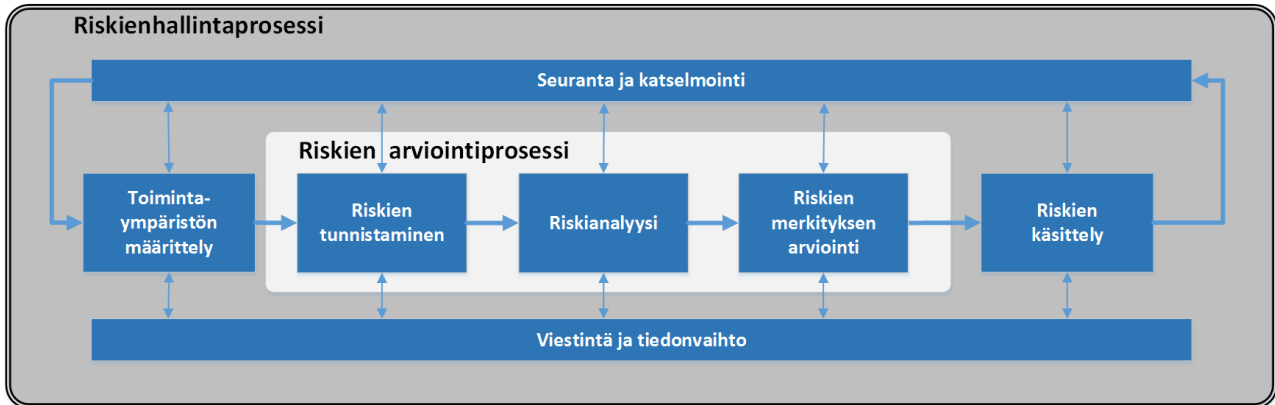 Riskienhallintaprosessi
Seuranta ja katselmointi
Riskien arviointiprosessi
Toiminta-
ympäristön
määrittely
Riskien
tunnistaminen
Riskianalyysi
Riskien
merkityksen
arviointi
Riskien
käsittely
Viestintä ja tiedonvaihto